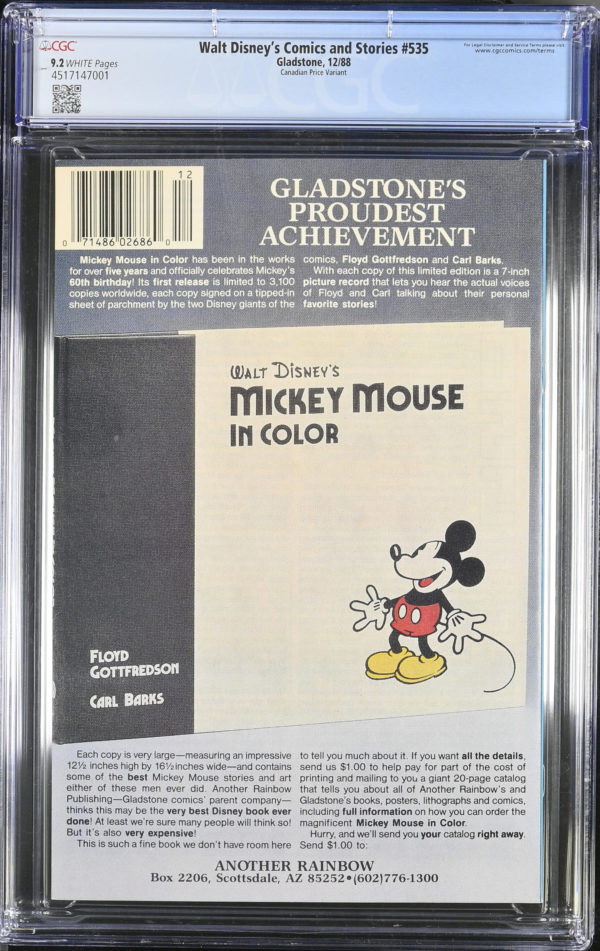 CGC
Walt Disney's Comics and Stories #535
For Legal Disclaimer and Service Terms please visit
9.2 WHITE Pages
Gladstone, 12/88
www.cgccomics.com/terms
4517147001
Canadian Price Variant
CGC
12
0 71486 02686 0
GLADSTONE'S
PROUDEST
ACHIEVEMENT
Mickey Mouse in Color has been in the works
for over five years and officially celebrates Mickey's
60th birthday! Its first release is limited to 3,100
copies worldwide, each copy signed on a tipped-in
sheet of parchment by the two Disney giants of the
comics, Floyd Gottfredson and Carl Barks.
With each copy of this limited edition is a 7-inch
picture record that lets you hear the actual voices
of Floyd and Carl talking about their personal
favorite stories!
WALT DISNEY'S
MICKEY MOUSE
IN COLOR
FLOYD
GOTTFREDSON
CARL BARKS
Each copy is very large—measuring an impressive
12½ inches high by 16½ inches wide—and contains
some of the best Mickey Mouse stories and art
either of these men ever did. Another Rainbow
Publishing—Gladstone comics' parent company—
thinks this may be the very best Disney book ever
done! At least we're sure many people will think so!
But it's also very expensive!
This is such a fine book we don't have room here
to tell you much about it. If you want all the details,
send us $1.00 to help pay for part of the cost of
printing and mailing to you a giant 20-page catalog
that tells you about all of Another Rainbow's and
Gladstone's books, posters, lithographs and comics,
including full information on how you can order the
magnificent Mickey Mouse in Color.
Hurry, and we'll send you your catalog right away.
Send $1.00 to:
ANOTHER RAINBOW
Box 2206, Scottsdale, AZ 85252•(602)776-1300